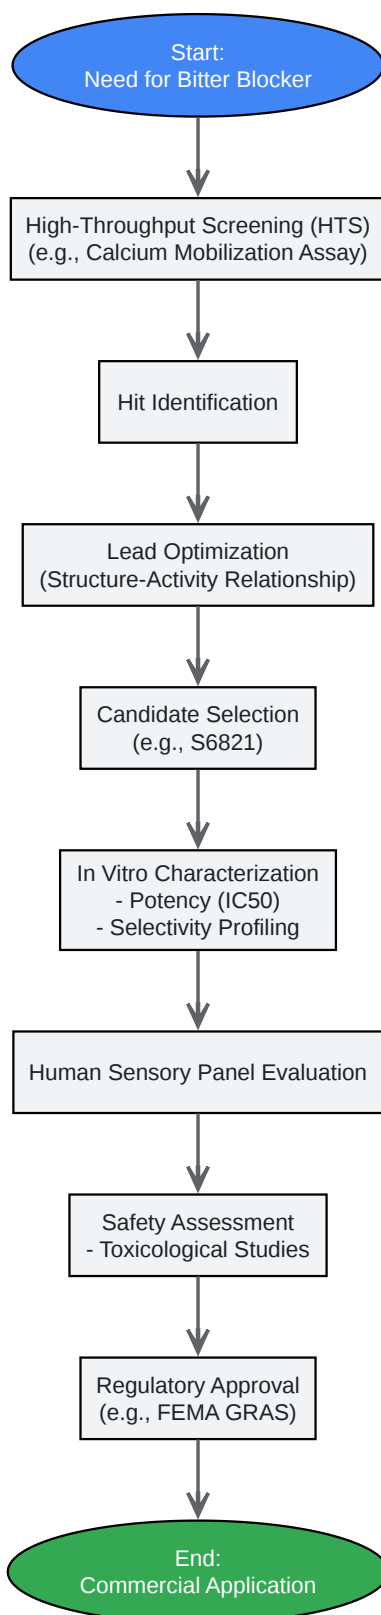 Start:
Need for Bitter Blocker
High-Throughput Screening (HTS)
(e.g., Calcium Mobilization Assay)
Hit Identification
Lead Optimization
(Structure-Activity Relationship)
Candidate Selection
(e.g., S6821)
In Vitro Characterization
- Potency (IC50)
- Selectivity Profiling
Human Sensory Panel Evaluation
Safety Assessment
- Toxicological Studies
Regulatory Approval
(e.g., FEMA GRAS)
End:
Commercial Application